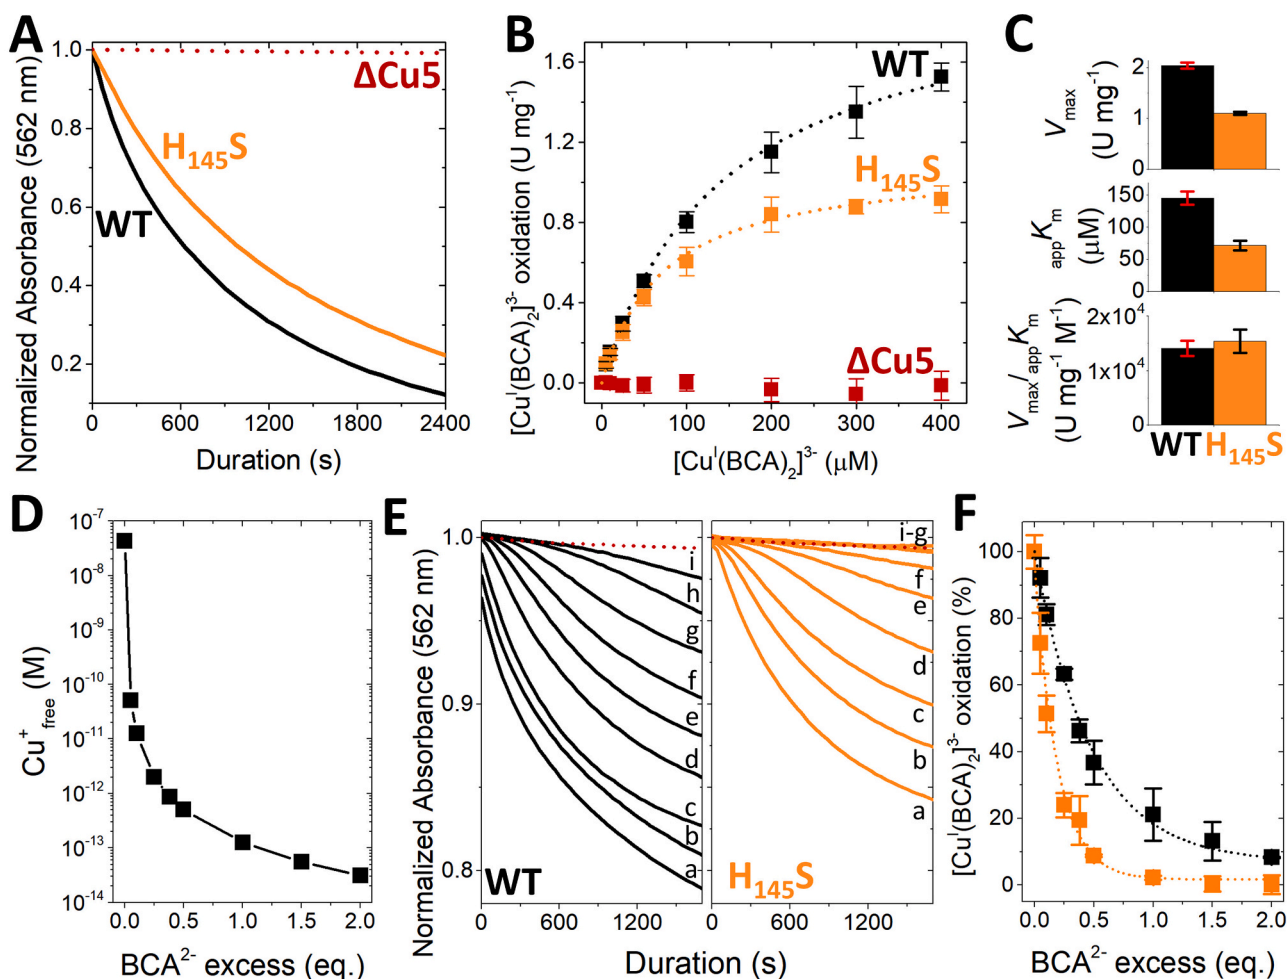 A
Normalized Absorbance (562 nm)
1.0
0.8
0.6
0.4
0.2
ΔCu5
H₁₄₅S
WT
0 600 1200 1800 2400
Duration (s)
B
[Cuᴵ(BCA)₂]³⁻ oxidation (U mg⁻¹)
1.6
1.2
0.8
0.4
0.0
WT
H₁₄₅S
ΔCu5
0 100 200 300 400
[Cuᴵ(BCA)₂]³⁻ (µM)
C
Vmax
(U mg⁻¹)
2
1
0
appKm
(µM)
150
100
50
0
Vmax/appKm
(U mg⁻¹ M⁻¹)
2x10⁴
1x10⁴
0
WT H₁₄₅S
D
Cu⁺free (M)
10⁻⁷
10⁻⁸
10⁻⁹
10⁻¹⁰
10⁻¹¹
10⁻¹²
10⁻¹³
10⁻¹⁴
0.0 0.5 1.0 1.5 2.0
BCA²⁻ excess (eq.)
E
Normalized Absorbance (562 nm)
1.0
0.9
0.8
i
h
g
f
e
d
c
b
a
WT
0 600 1200
i-g
f
e
d
c
b
a
H₁₄₅S
0 600 1200
Duration (s)
F
[Cuᴵ(BCA)₂]³⁻ oxidation (%)
100
80
60
40
20
0
0.0 0.5 1.0 1.5 2.0
BCA²⁻ excess (eq.)